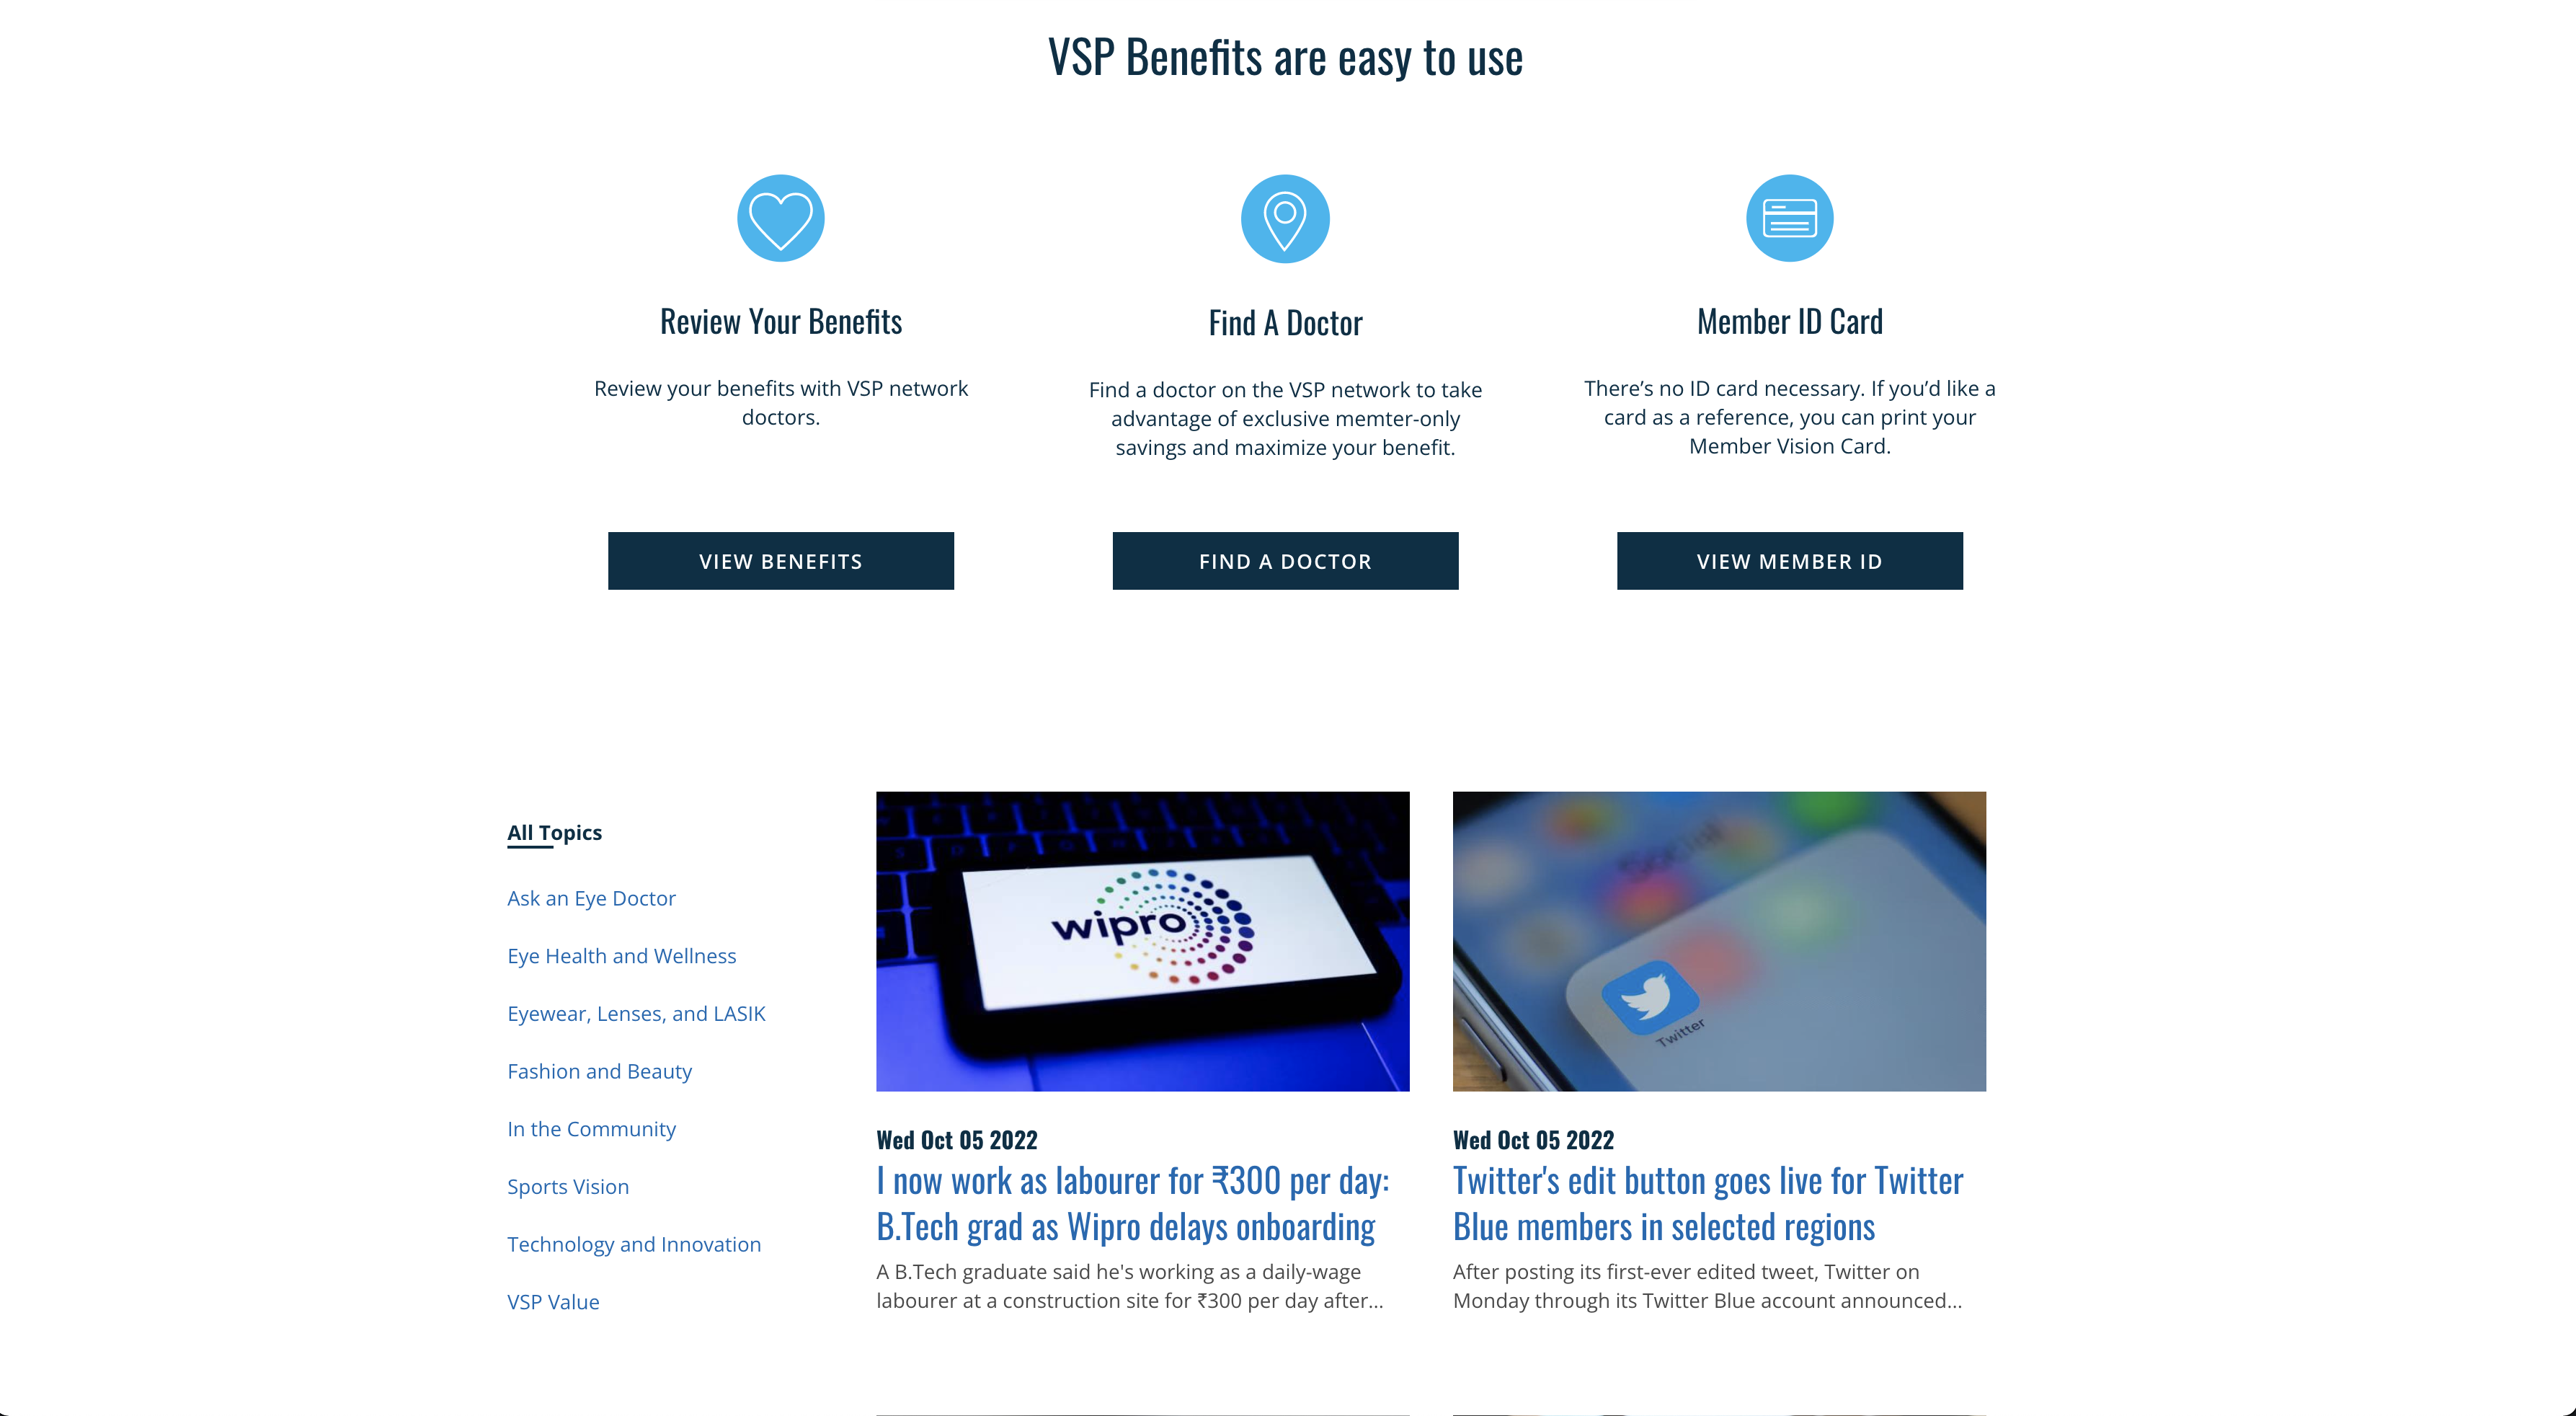 VSP Benefits are easy to use
Review Your Benefits
Review your benefits with VSP network
doctors.
VIEW BENEFITS
Find A Doctor
Find a doctor on the VSP network to take
advantage of exclusive memter-only
savings and maximize your benefit.
FIND A DOCTOR
Member ID Card
There’s no ID card necessary. If you’d like a
card as a reference, you can print your
Member Vision Card.
VIEW MEMBER ID
All Topics
Ask an Eye Doctor
Eye Health and Wellness
Eyewear, Lenses, and LASIK
Fashion and Beauty
In the Community
Sports Vision
Technology and Innovation
VSP Value
wipro
Wed Oct 05 2022
I now work as labourer for ₹300 per day:
B.Tech grad as Wipro delays onboarding
A B.Tech graduate said he's working as a daily-wage
labourer at a construction site for ₹300 per day after...
Social
Twitter
Wed Oct 05 2022
Twitter's edit button goes live for Twitter
Blue members in selected regions
After posting its first-ever edited tweet, Twitter on
Monday through its Twitter Blue account announced...